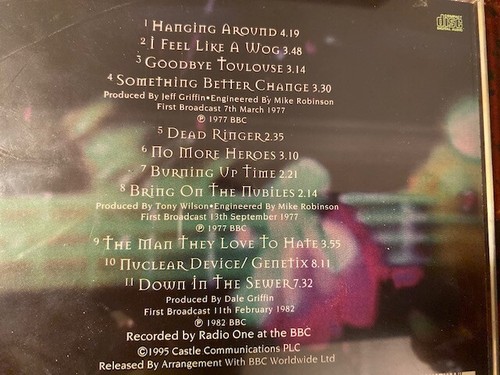 1 Hanging Around 4.19
2 I Feel Like A Wog 3.48
3 Goodbye Toulouse 3.14
4 Something Better Change 3.30
Produced By Jeff Griffin•Engineered By Mike Robinson
First Broadcast 7th March 1977
℗ 1977 BBC
5 Dead Ringer 2.35
6 No More Heroes 3.10
7 Burning Up Time 2.21
8 Bring On The Nubiles 2.14
Produced By Tony Wilson•Engineered By Mike Robinson
First Broadcast 13th September 1977
℗ 1977 BBC
9 The Man They Love To Hate 3.55
10 Nuclear Device/ Genetix 8.11
11 Down In The Sewer 7.32
Produced By Dale Griffin
First Broadcast 11th February 1982
℗ 1982 BBC
Recorded by Radio One at the BBC
©1995 Castle Communications PLC
Released By Arrangement With BBC Worldwide Ltd